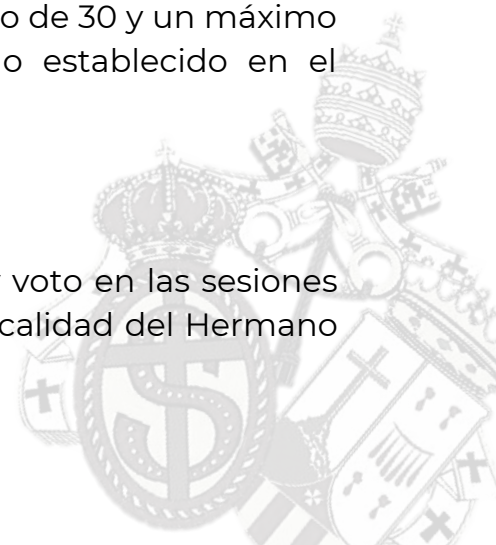 o de 30 y un máximo
o establecido en el
voto en las sesiones
calidad del Hermano